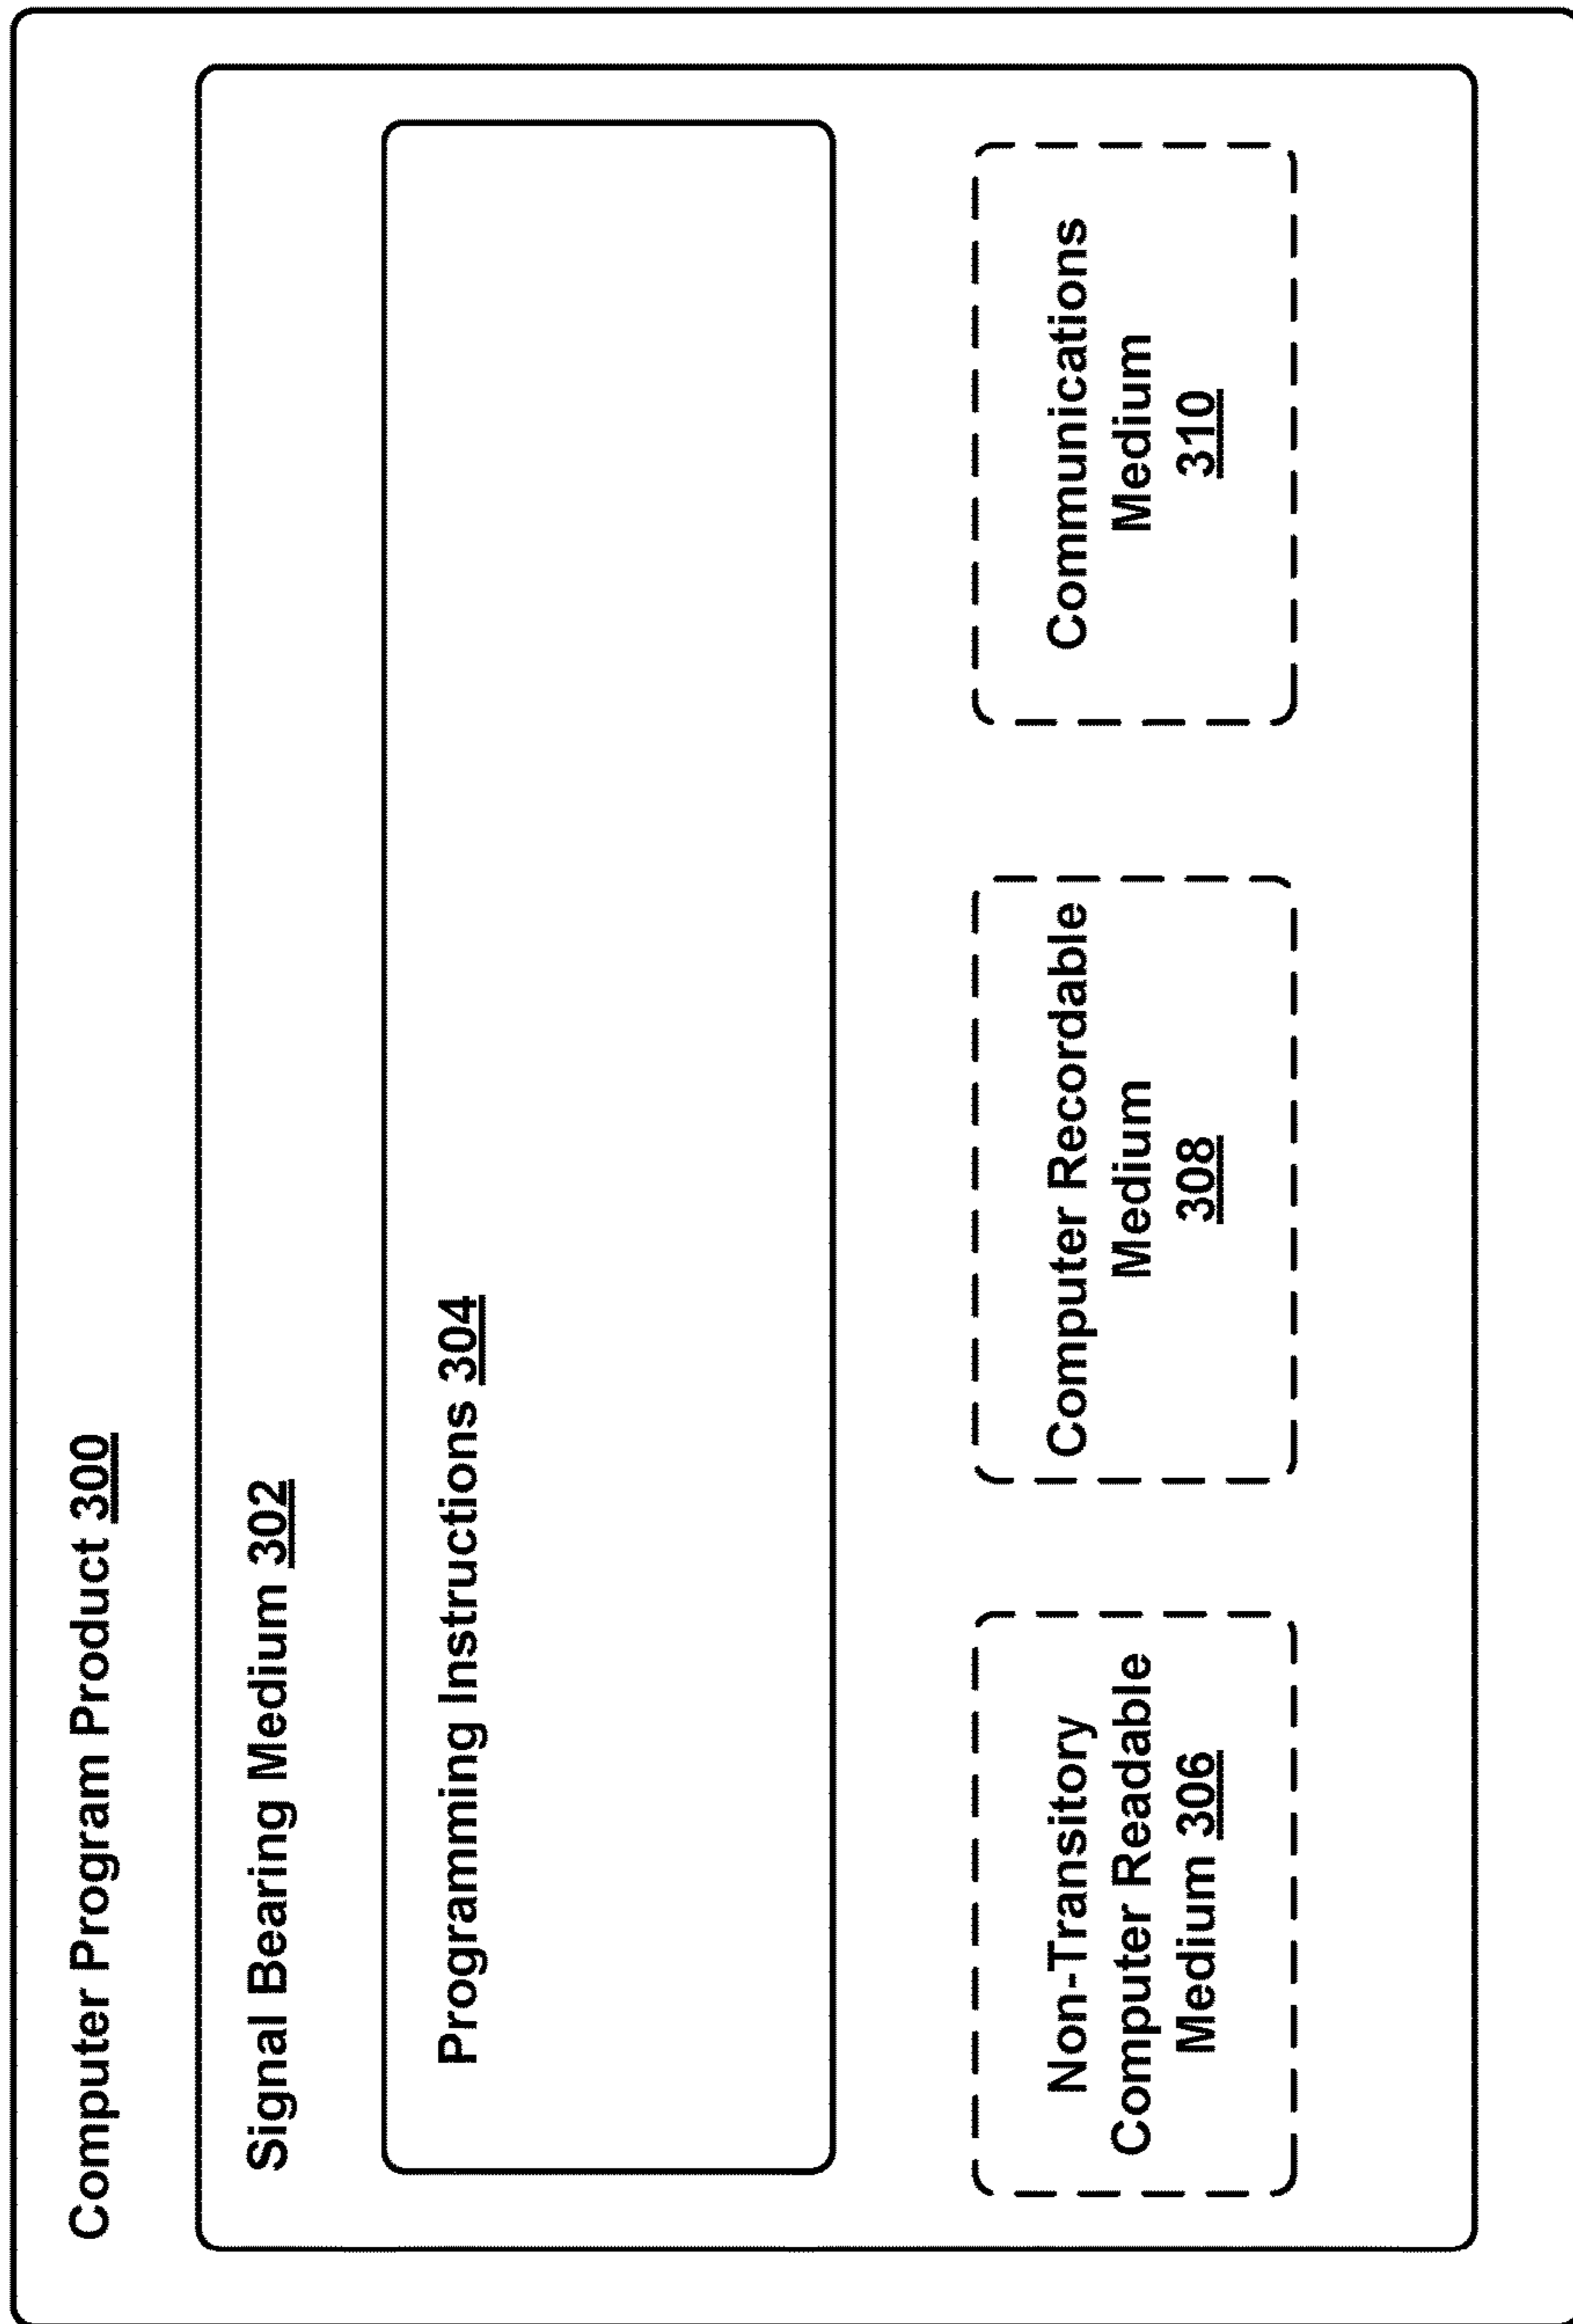 Computer Program Product 300
Signal Bearing Medium 302
Programming Instructions 304
Non-Transitory
Computer Readable
Medium 306
Computer Recordable
Medium
308
Communications
Medium
310